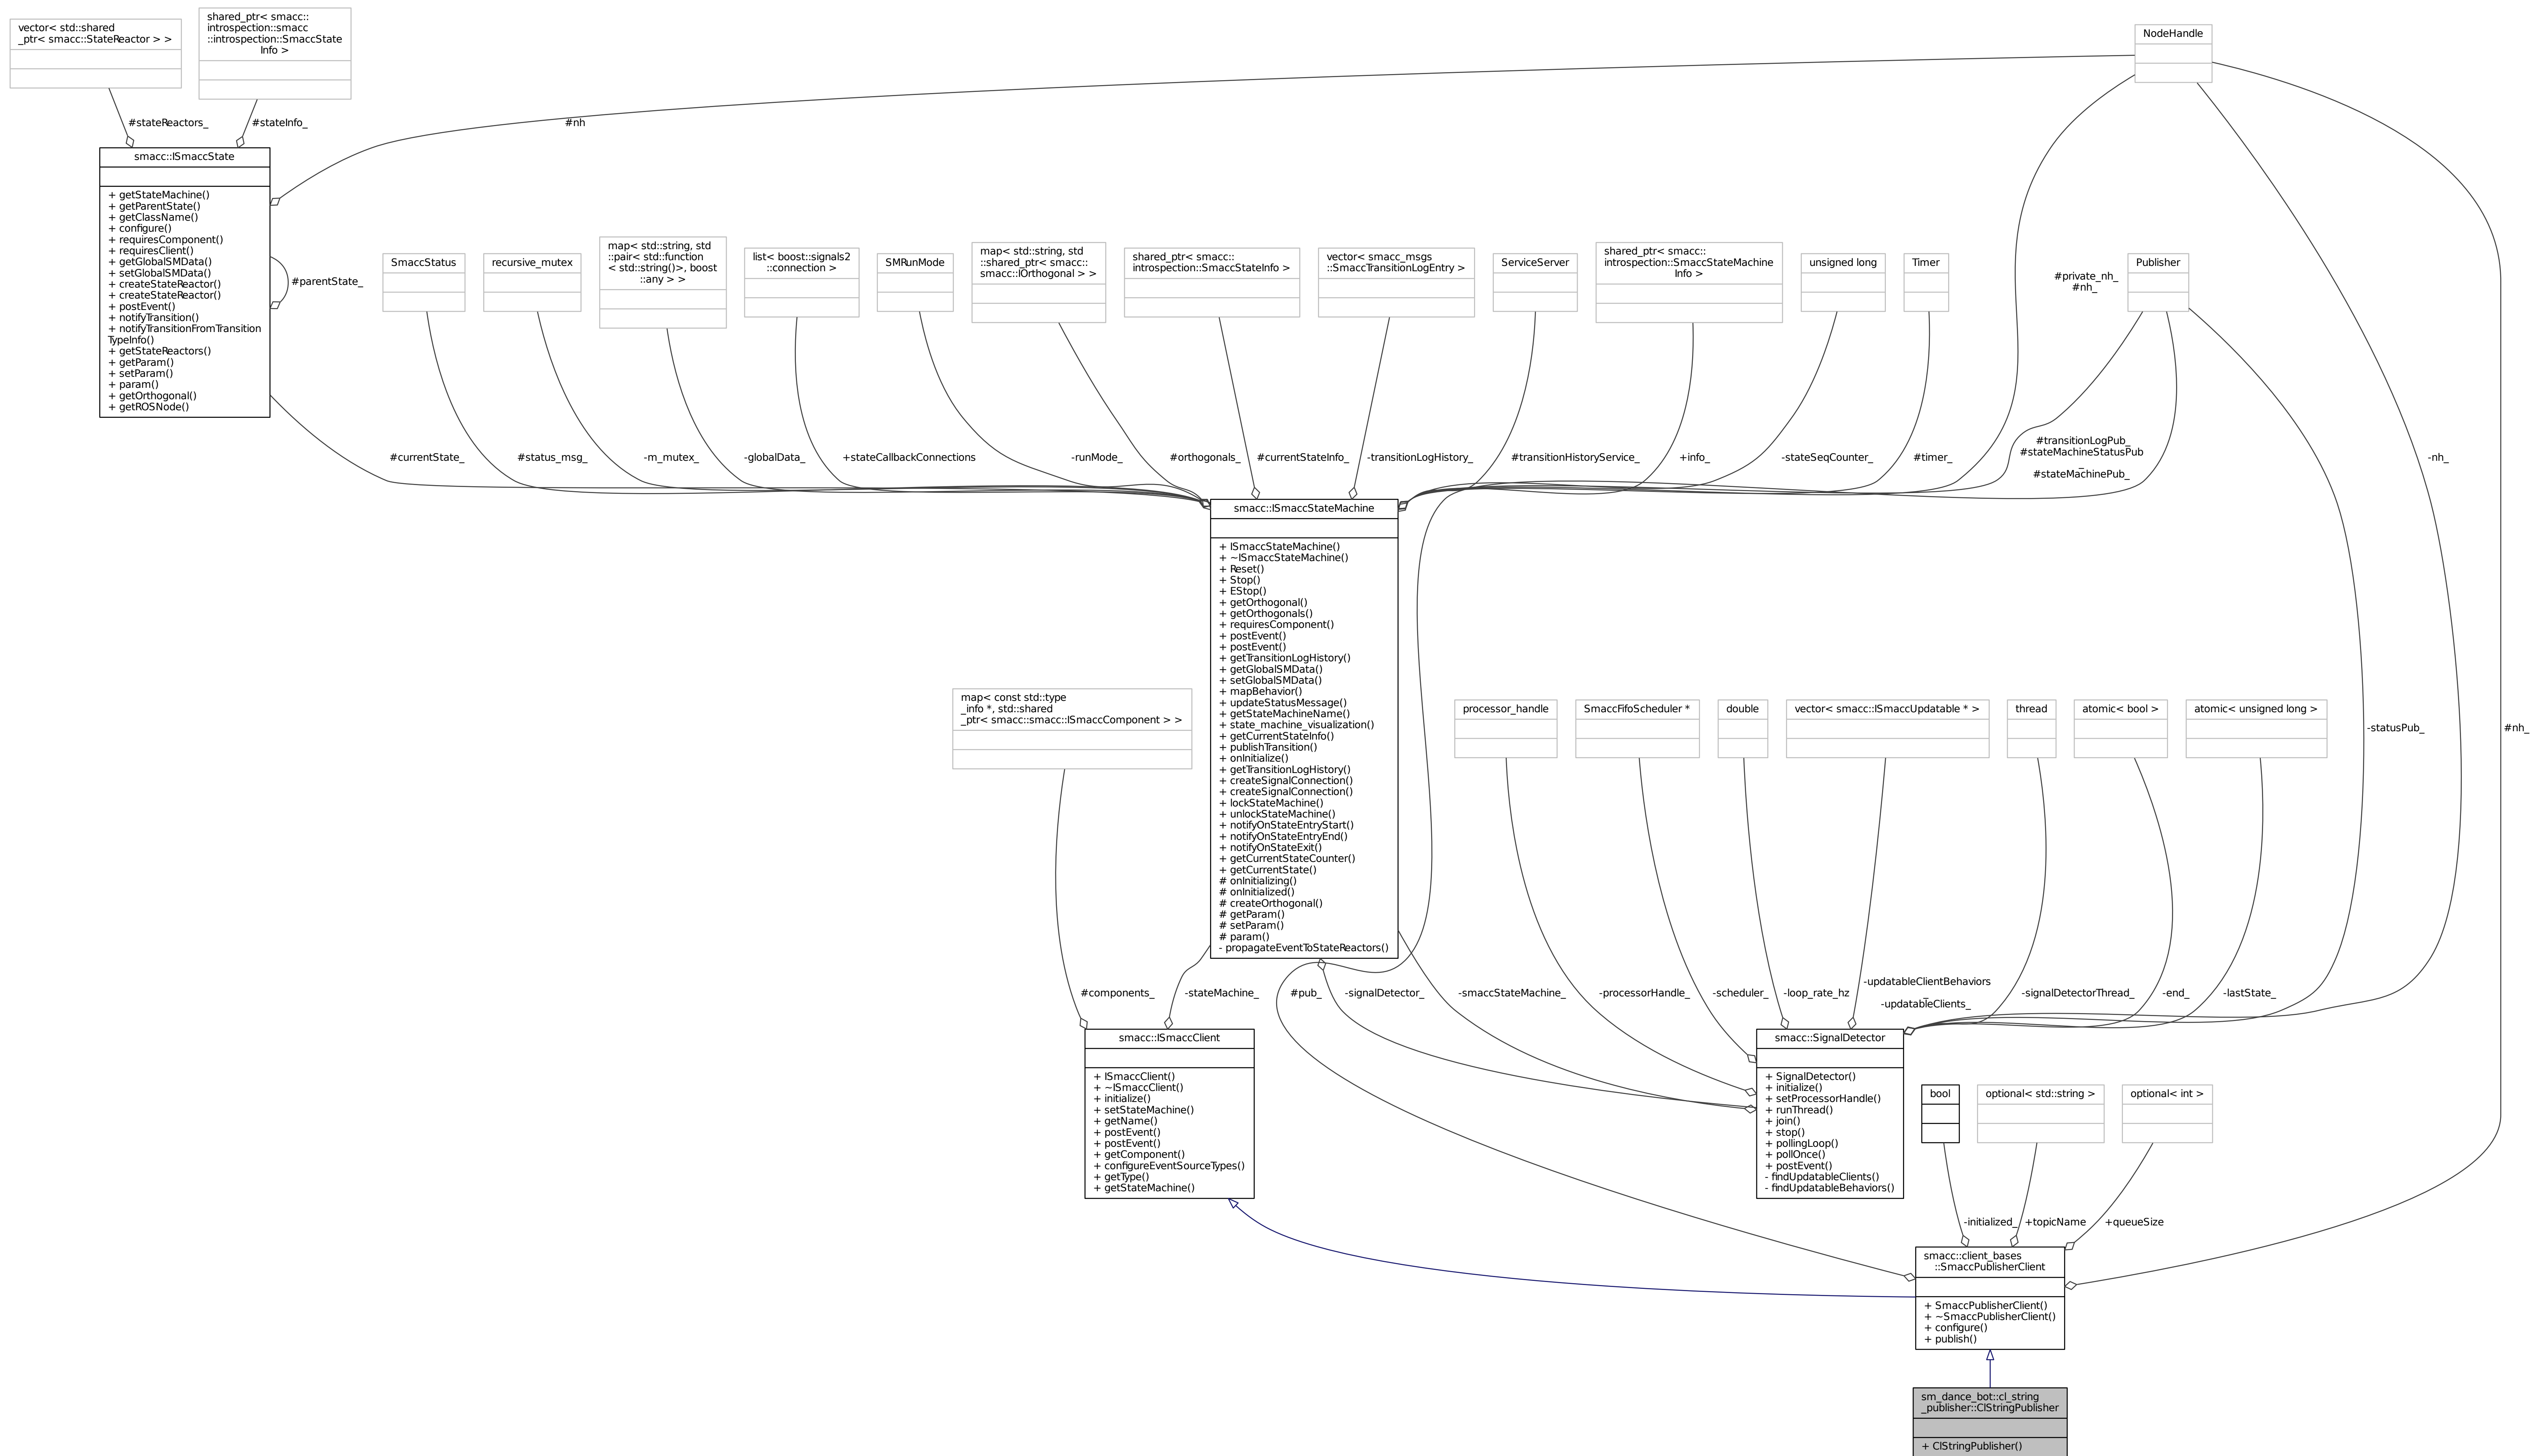 vector< std::shared
_ptr< smacc::StateReactor > >
shared_ptr< smacc::
introspection::smacc
::introspection::SmaccState
Info >
NodeHandle
#stateReactors_
#stateInfo_
#nh
smacc::ISmaccState
+ getStateMachine()
+ getParentState()
+ getClassName()
+ configure()
+ requiresComponent()
+ requiresClient()
+ getGlobalSMData()
+ setGlobalSMData()
+ createStateReactor()
+ createStateReactor()
+ postEvent()
+ notifyTransition()
+ notifyTransitionFromTransition
TypeInfo()
+ getStateReactors()
+ getParam()
+ setParam()
+ param()
+ getOrthogonal()
+ getROSNode()
#parentState_
SmaccStatus
recursive_mutex
map< std::string, std
::pair< std::function
< std::string()>, boost
::any > >
list< boost::signals2
::connection >
SMRunMode
map< std::string, std
::shared_ptr< smacc::
smacc::IOrthogonal > >
shared_ptr< smacc::
introspection::SmaccStateInfo >
vector< smacc_msgs
::SmaccTransitionLogEntry >
ServiceServer
shared_ptr< smacc::
introspection::SmaccStateMachine
Info >
unsigned long
Timer
#private_nh_
#nh_
Publisher
#currentState_
#status_msg_
-m_mutex_
-globalData_
+stateCallbackConnections
-runMode_
#orthogonals_
#currentStateInfo_
-transitionLogHistory_
#transitionHistoryService_
+info_
-stateSeqCounter_
#timer_
#transitionLogPub_
#stateMachineStatusPub
_
#stateMachinePub_
-nh_
smacc::ISmaccStateMachine
+ ISmaccStateMachine()
+ ~ISmaccStateMachine()
+ Reset()
+ Stop()
+ EStop()
+ getOrthogonal()
+ getOrthogonals()
+ requiresComponent()
+ postEvent()
+ postEvent()
+ getTransitionLogHistory()
+ getGlobalSMData()
+ setGlobalSMData()
+ mapBehavior()
+ updateStatusMessage()
+ getStateMachineName()
+ state_machine_visualization()
+ getCurrentStateInfo()
+ publishTransition()
+ onInitialize()
+ getTransitionLogHistory()
+ createSignalConnection()
+ createSignalConnection()
+ lockStateMachine()
+ unlockStateMachine()
+ notifyOnStateEntryStart()
+ notifyOnStateEntryEnd()
+ notifyOnStateExit()
+ getCurrentStateCounter()
+ getCurrentState()
# onInitializing()
# onInitialized()
# createOrthogonal()
# getParam()
# setParam()
# param()
- propagateEventToStateReactors()
map< const std::type
_info *, std::shared
_ptr< smacc::smacc::ISmaccComponent > >
processor_handle
SmaccFifoScheduler *
double
vector< smacc::ISmaccUpdatable * >
thread
atomic< bool >
atomic< unsigned long >
-statusPub_
#nh_
#components_
-stateMachine_
#pub_
-signalDetector_
-smaccStateMachine_
-processorHandle_
-scheduler_
-loop_rate_hz
-updatableClientBehaviors
_
-updatableClients_
-signalDetectorThread_
-end_
-lastState_
smacc::ISmaccClient
+ ISmaccClient()
+ ~ISmaccClient()
+ initialize()
+ setStateMachine()
+ getName()
+ postEvent()
+ postEvent()
+ getComponent()
+ configureEventSourceTypes()
+ getType()
+ getStateMachine()
smacc::SignalDetector
+ SignalDetector()
+ initialize()
+ setProcessorHandle()
+ runThread()
+ join()
+ stop()
+ pollingLoop()
+ pollOnce()
+ postEvent()
- findUpdatableClients()
- findUpdatableBehaviors()
bool
optional< std::string >
optional< int >
-initialized_
+topicName
+queueSize
smacc::client_bases
::SmaccPublisherClient
+ SmaccPublisherClient()
+ ~SmaccPublisherClient()
+ configure()
+ publish()
sm_dance_bot::cl_string
_publisher::ClStringPublisher
+ ClStringPublisher()